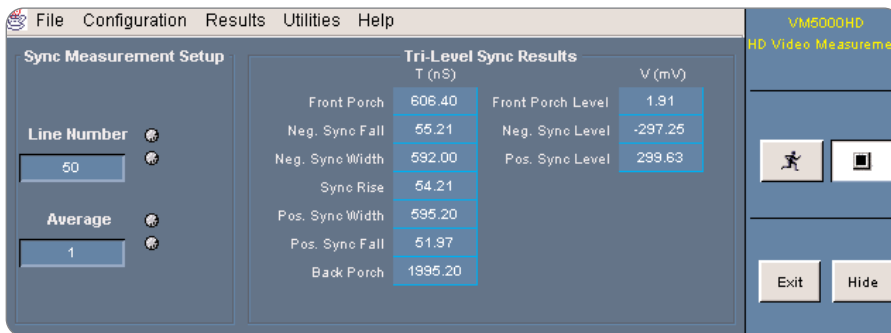 File Configuration Results Utilities Help
VM5000HD
HD Video Measureme
Sync Measurement Setup
Line Number
50
Average
1
Tri-Level Sync Results
T (nS) V (mV)
Front Porch 606.40 Front Porch Level 1.91
Neg. Sync Fall 55.21 Neg. Sync Level -297.25
Neg. Sync Width 592.00 Pos. Sync Level 299.63
Sync Rise 54.21
Pos. Sync Width 595.20
Pos. Sync Fall 51.97
Back Porch 1995.20
Exit Hide